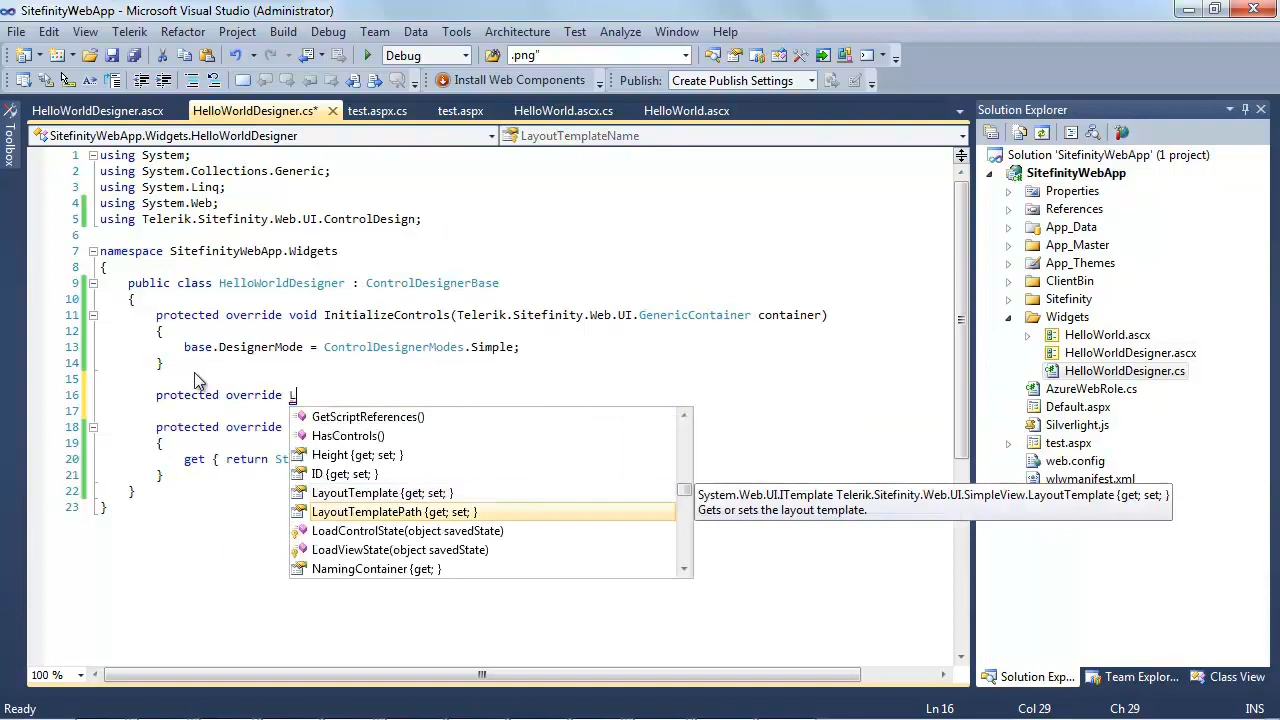 SitefinityWebApp - Microsoft Visual Studio (Administrator)
File Edit View Telerik Refactor Project Build Debug Telerik Data Tools Architecture Test Analyze Window Help
Debug .png"
Install Web Components Publish: Create Publish Settings
HelloWorldDesigner.ascx HelloWorldDesigner.cs* test.aspx.cs test.aspx HelloWorld.ascx.cs HelloWorld.ascx
SitefinityWebApp.Widgets.HelloWorldDesigner LayoutTemplateName
Toolbox
1 using System;
2 using System.Collections.Generic;
3 using System.Linq;
4 using System.Web;
5 using Telerik.Sitefinity.Web.UI.ControlDesign;
6
7 namespace SitefinityWebApp.Widgets
8 {
9 public class HelloWorldDesigner : ControlDesignerBase
10 {
11 protected override void InitializeControls(Telerik.Sitefinity.Web.UI.GenericContainer container)
12 {
13 base.DesignerMode = ControlDesignerModes.Simple;
14 }
15
16 protected override L
17
18 protected override
19 {
20 get { return St
21 }
22 }
23 }
GetScriptReferences()
HasControls()
Height {get; set; }
ID {get; set; }
LayoutTemplate {get; set; }
LayoutTemplatePath {get; set; }
LoadControlState(object savedState)
LoadViewState(object savedState)
NamingContainer {get; }
System.Web.UI.ITemplate Telerik.Sitefinity.Web.UI.SimpleView.LayoutTemplate {get; set; }
Gets or sets the layout template.
Solution Explorer
Solution 'SitefinityWebApp' (1 project)
SitefinityWebApp
Properties
References
App_Data
App_Master
App_Themes
ClientBin
Sitefinity
Widgets
HelloWorld.ascx
HelloWorldDesigner.ascx
HelloWorldDesigner.cs
AzureWebRole.cs
Default.aspx
Silverlight.js
test.aspx
web.config
wlwmanifest.xml
100 %
Solution Exp... Team Explor... Class View
Ready Ln 16 Col 29 Ch 29 INS